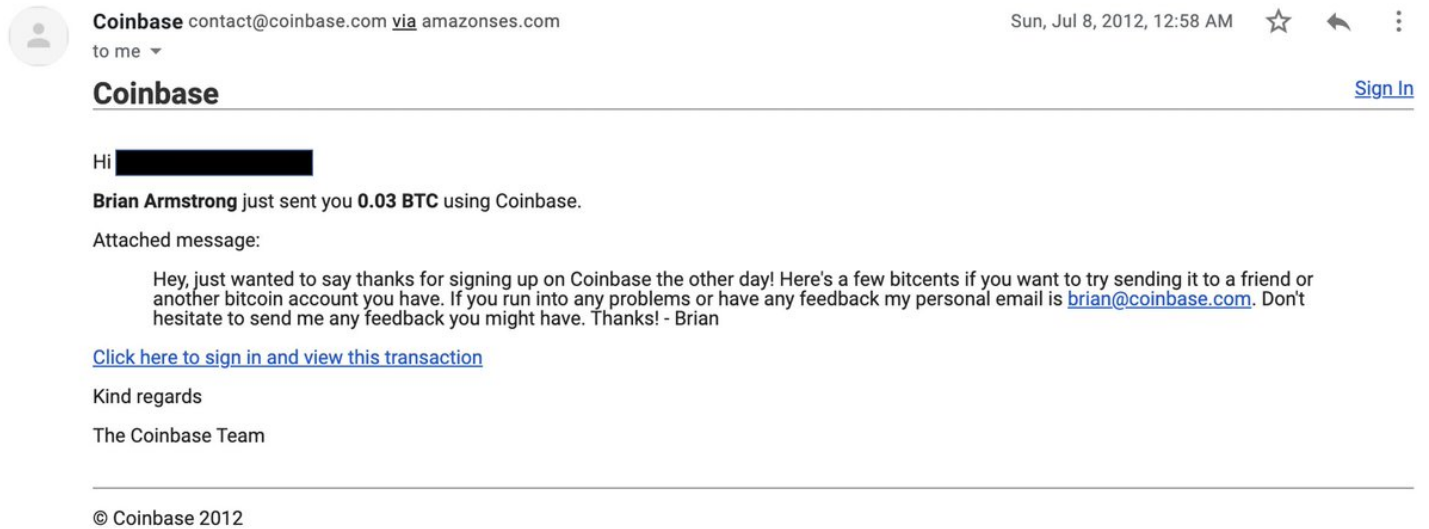 Coinbase contact@coinbase.com via amazonses.com
Sun, Jul 8, 2012, 12:58 AM
to me
Coinbase
Sign In
Hi
Brian Armstrong just sent you 0.03 BTC using Coinbase.
Attached message:
Hey, just wanted to say thanks for signing up on Coinbase the other day! Here's a few bitcents if you want to try sending it to a friend or
another bitcoin account you have. If you run into any problems or have any feedback my personal email is brian@coinbase.com. Don't
hesitate to send me any feedback you might have. Thanks! - Brian
Click here to sign in and view this transaction
Kind regards
The Coinbase Team
© Coinbase 2012